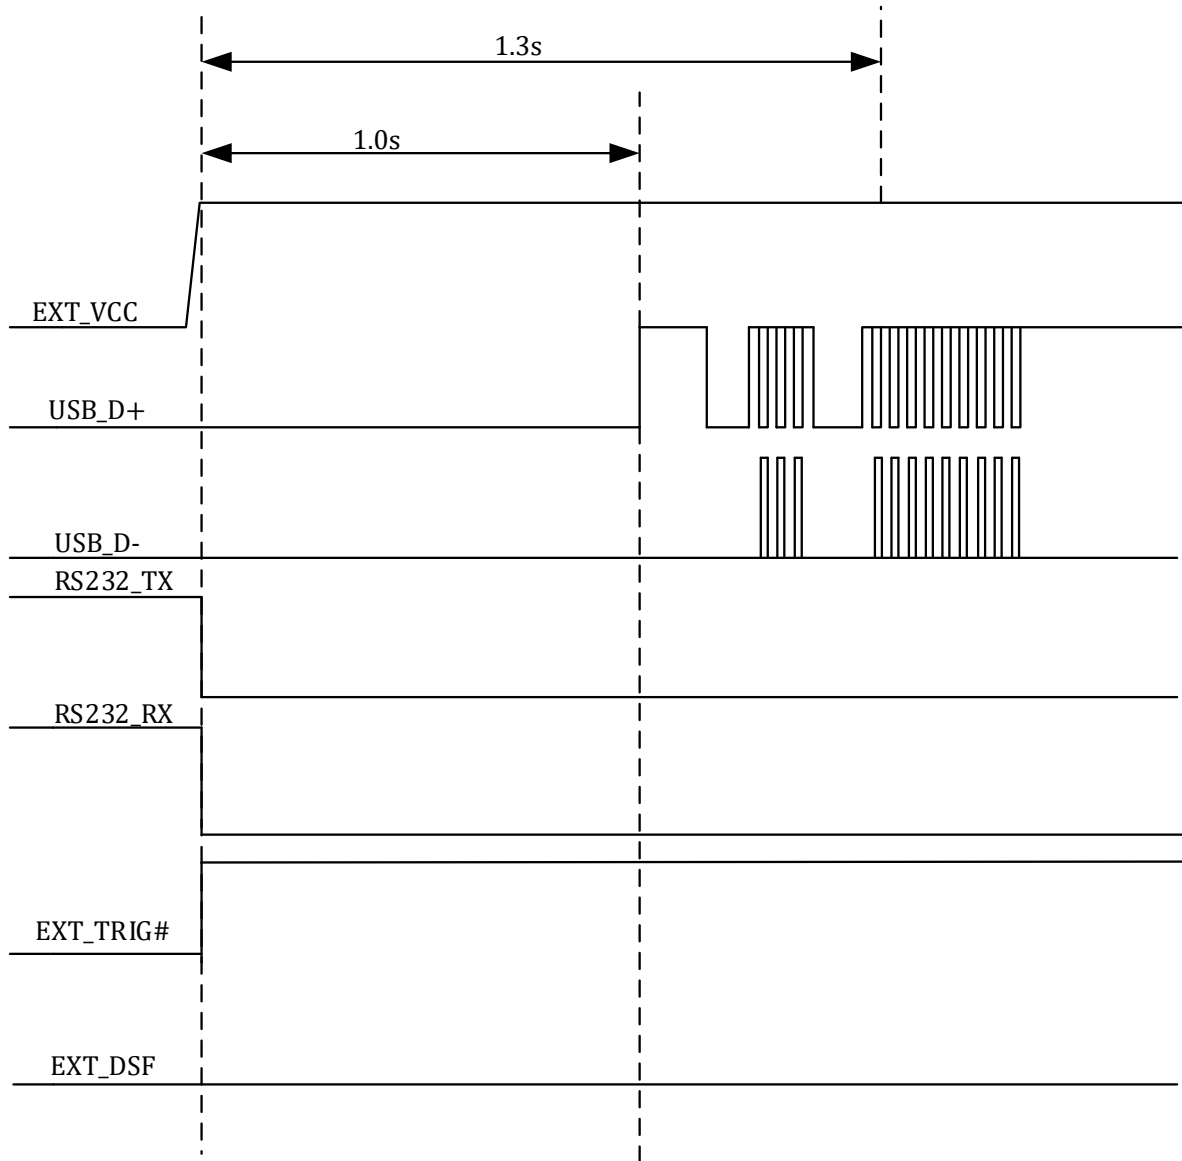 1.3s
1.0s
EXT_VCC
USB_D+
USB_D-
RS232_TX
RS232_RX
EXT_TRIG#
EXT_DSF